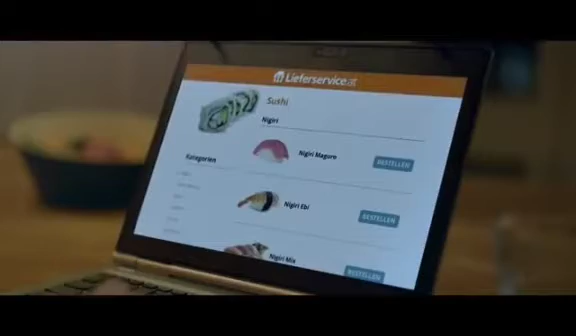 Lieferservice.at
Sushi
Nigiri
Nigiri Maguro
BESTELLEN
Kategorien
Nigiri Ebi
BESTELLEN
Nigiri Mix
BESTELLEN